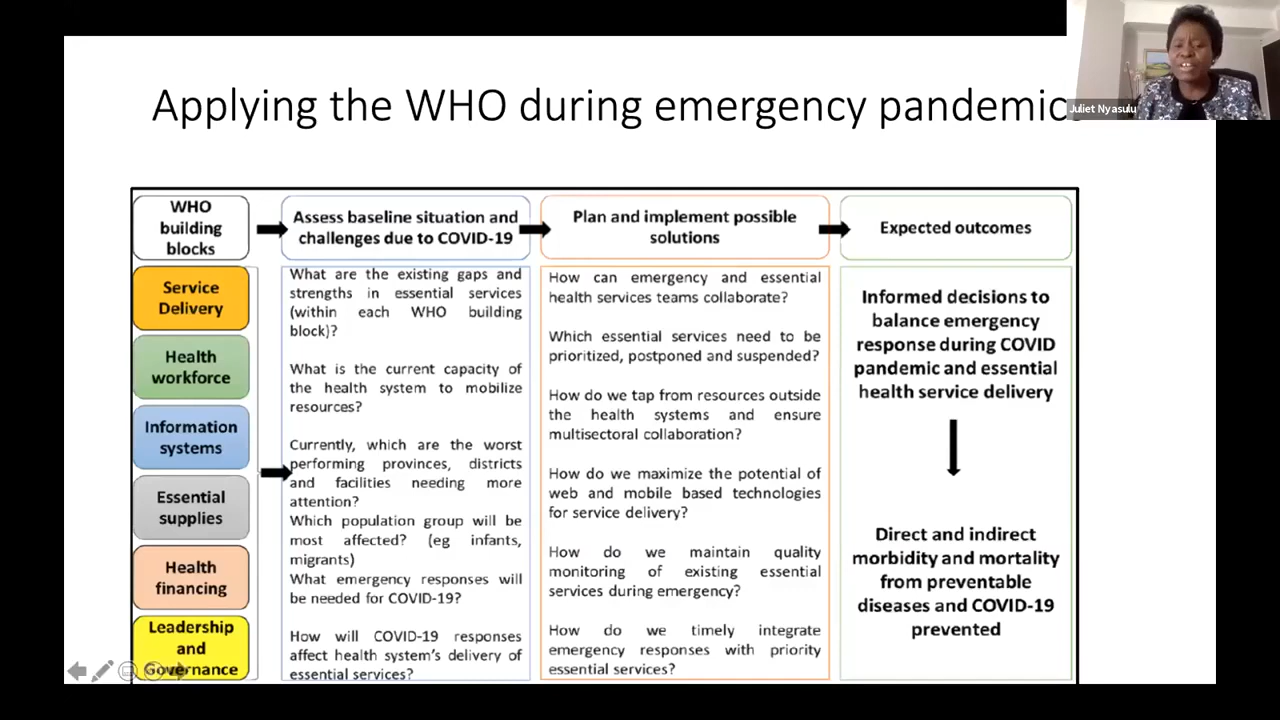 Applying the WHO during emergency pandemics
Juliet Nyasulu
WHO
building
blocks
Assess baseline situation and
challenges due to COVID-19
Plan and implement possible
solutions
Expected outcomes
Service
Delivery
Health
workforce
Information
systems
Essential
supplies
Health
financing
Leadership
and
Governance
What are the existing gaps and
strengths in essential services
(within each WHO building
block)?
What is the current capacity of
the health system to mobilize
resources?
Currently, which are the worst
performing provinces, districts
and facilities needing more
attention?
Which population group will be
most affected? (eg infants,
migrants)
What emergency responses will
be needed for COVID-19?
How will COVID-19 responses
affect health system's delivery of
essential services?
How can emergency and essential
health services teams collaborate?
Which essential services need to be
prioritized, postponed and suspended?
How do we tap from resources outside
the health systems and ensure
multisectoral collaboration?
How do we maximize the potential of
web and mobile based technologies
for service delivery?
How do we maintain quality
monitoring of existing essential
services during emergency?
How do we timely integrate
emergency responses with priority
essential services?
Informed decisions to
balance emergency
response during COVID
pandemic and essential
health service delivery
Direct and indirect
morbidity and mortality
from preventable
diseases and COVID-19
prevented